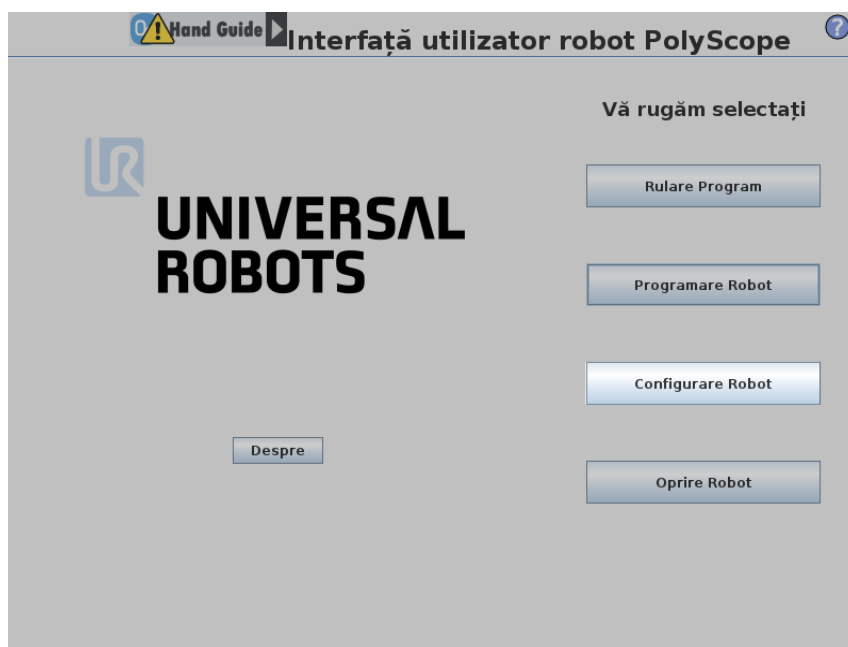 Hand Guide
Interfață utilizator robot PolyScope
?
Vă rugăm selectați
UR
UNIVERSAL
ROBOTS
Rulare Program
Programare Robot
Configurare Robot
Despre
Oprire Robot